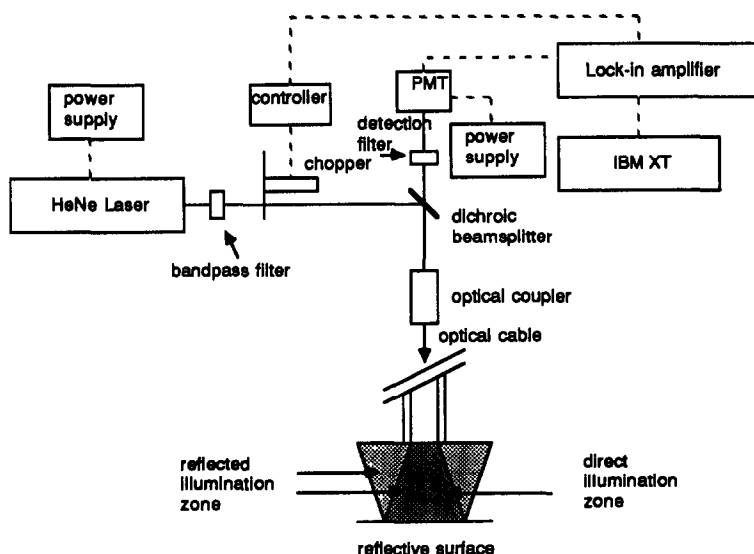 PMT
Lock-in amplifier
power
supply
controller
detection
filter
power
supply
IBM XT
chopper
HeNe Laser
dichroic
beamsplitter
bandpass filter
optical coupler
optical cable
reflected
illumination
zone
direct
illumination
zone
reflective surface